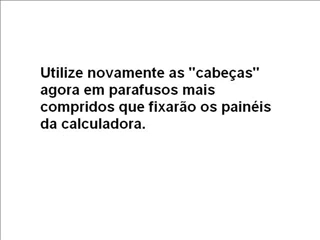 Utilize novamente as "cabeças"
agora em parafusos mais
compridos que fixarão os painéis
da calculadora.